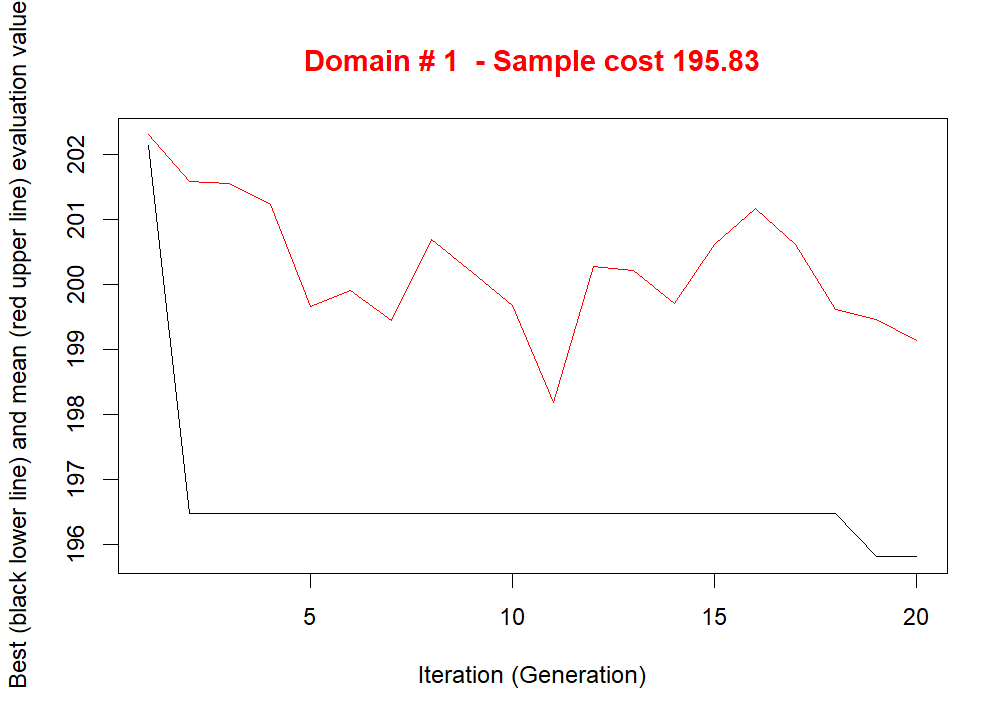 Domain # 1  - Sample cost 195.83
Best (black lower line) and mean (red upper line) evaluation value
202
201
200
199
198
197
196
5 10 15 20
Iteration (Generation)